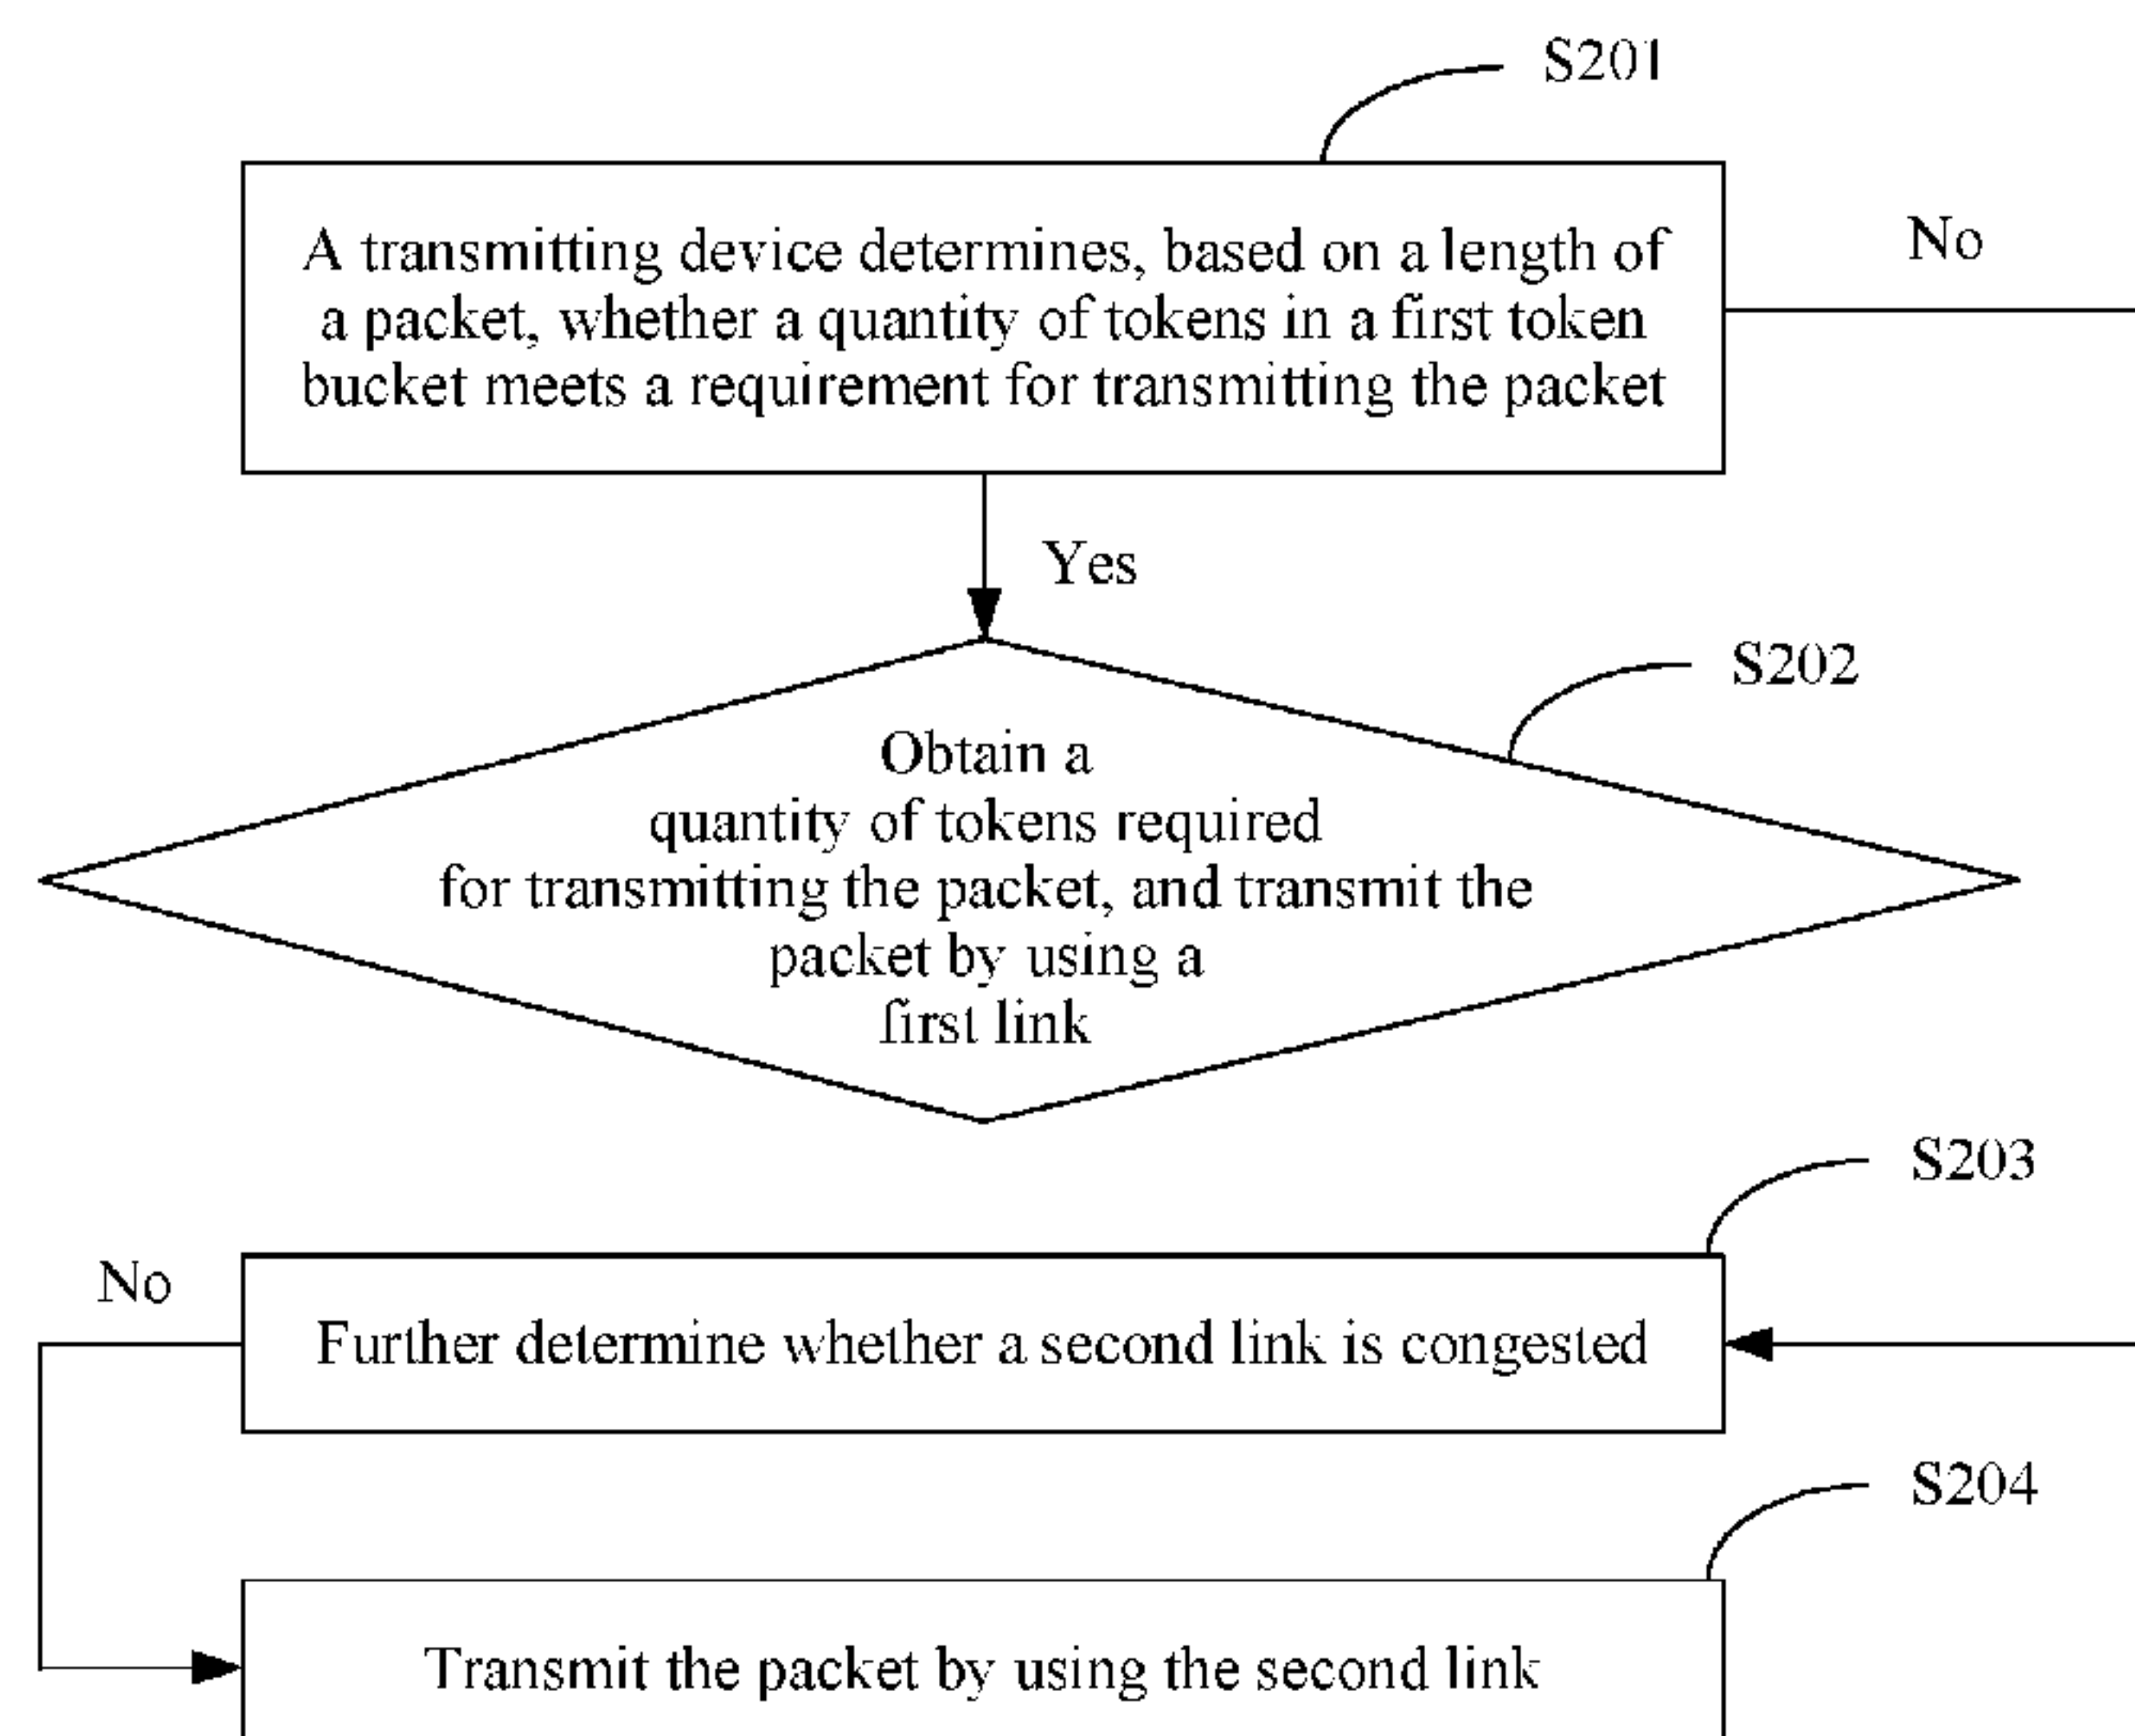 S201
A transmitting device determines, based on a length of
a packet, whether a quantity of tokens in a first token
bucket meets a requirement for transmitting the packet
No
Yes
S202
Obtain a
quantity of tokens required
for transmitting the packet, and transmit the
packet by using a
first link
S203
No
Further determine whether a second link is congested
S204
Transmit the packet by using the second link